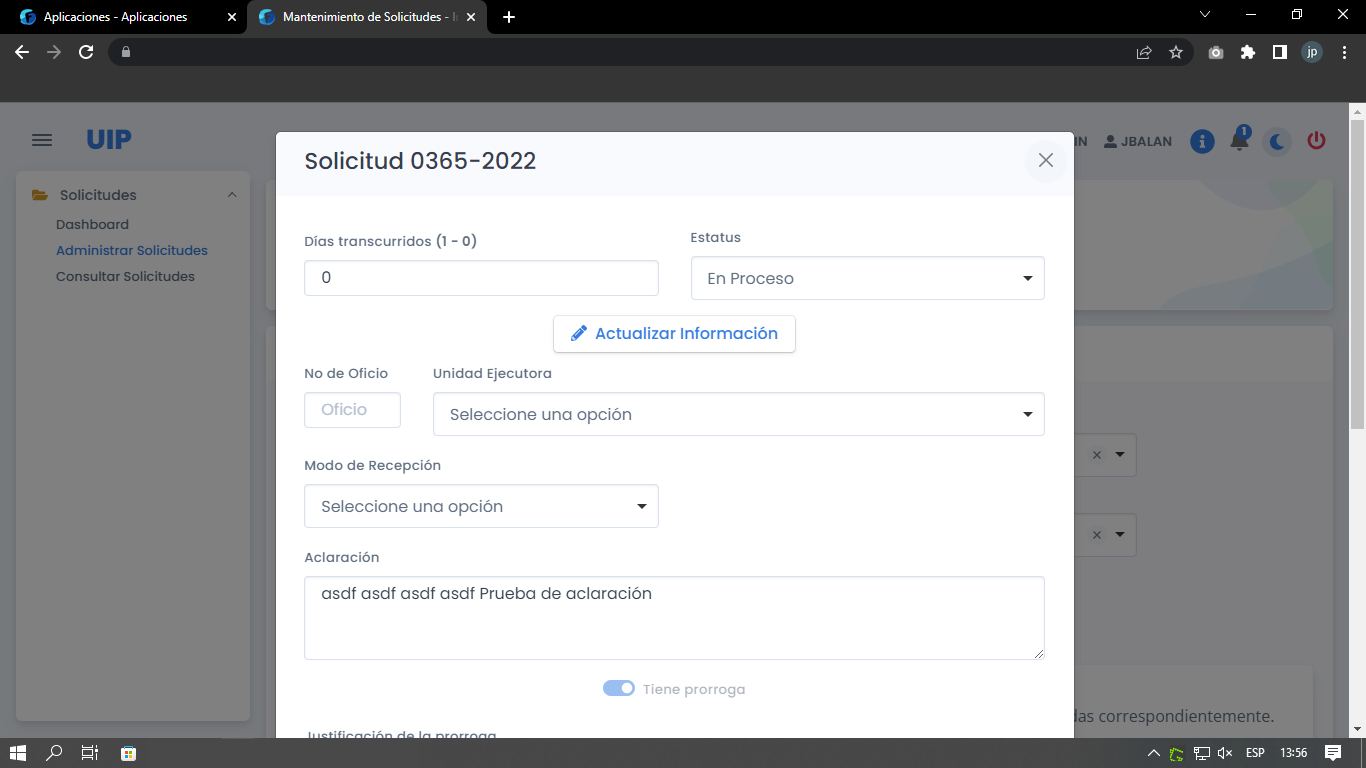 Aplicaciones - Aplicaciones
Mantenimiento de Solicitudes - I
jp
UIP
IN
JBALAN
1
Solicitud 0365-2022
Solicitudes
Dashboard
Administrar Solicitudes
Consultar Solicitudes
Días transcurridos (1 - 0)
Estatus
0
En Proceso
Actualizar Información
No de Oficio
Unidad Ejecutora
Oficio
Seleccione una opción
Modo de Recepción
Seleccione una opción
Aclaración
asdf asdf asdf asdf Prueba de aclaración
Tiene prorroga
das correspondientemente.
Justificación de la prorroga
ESP
13:56